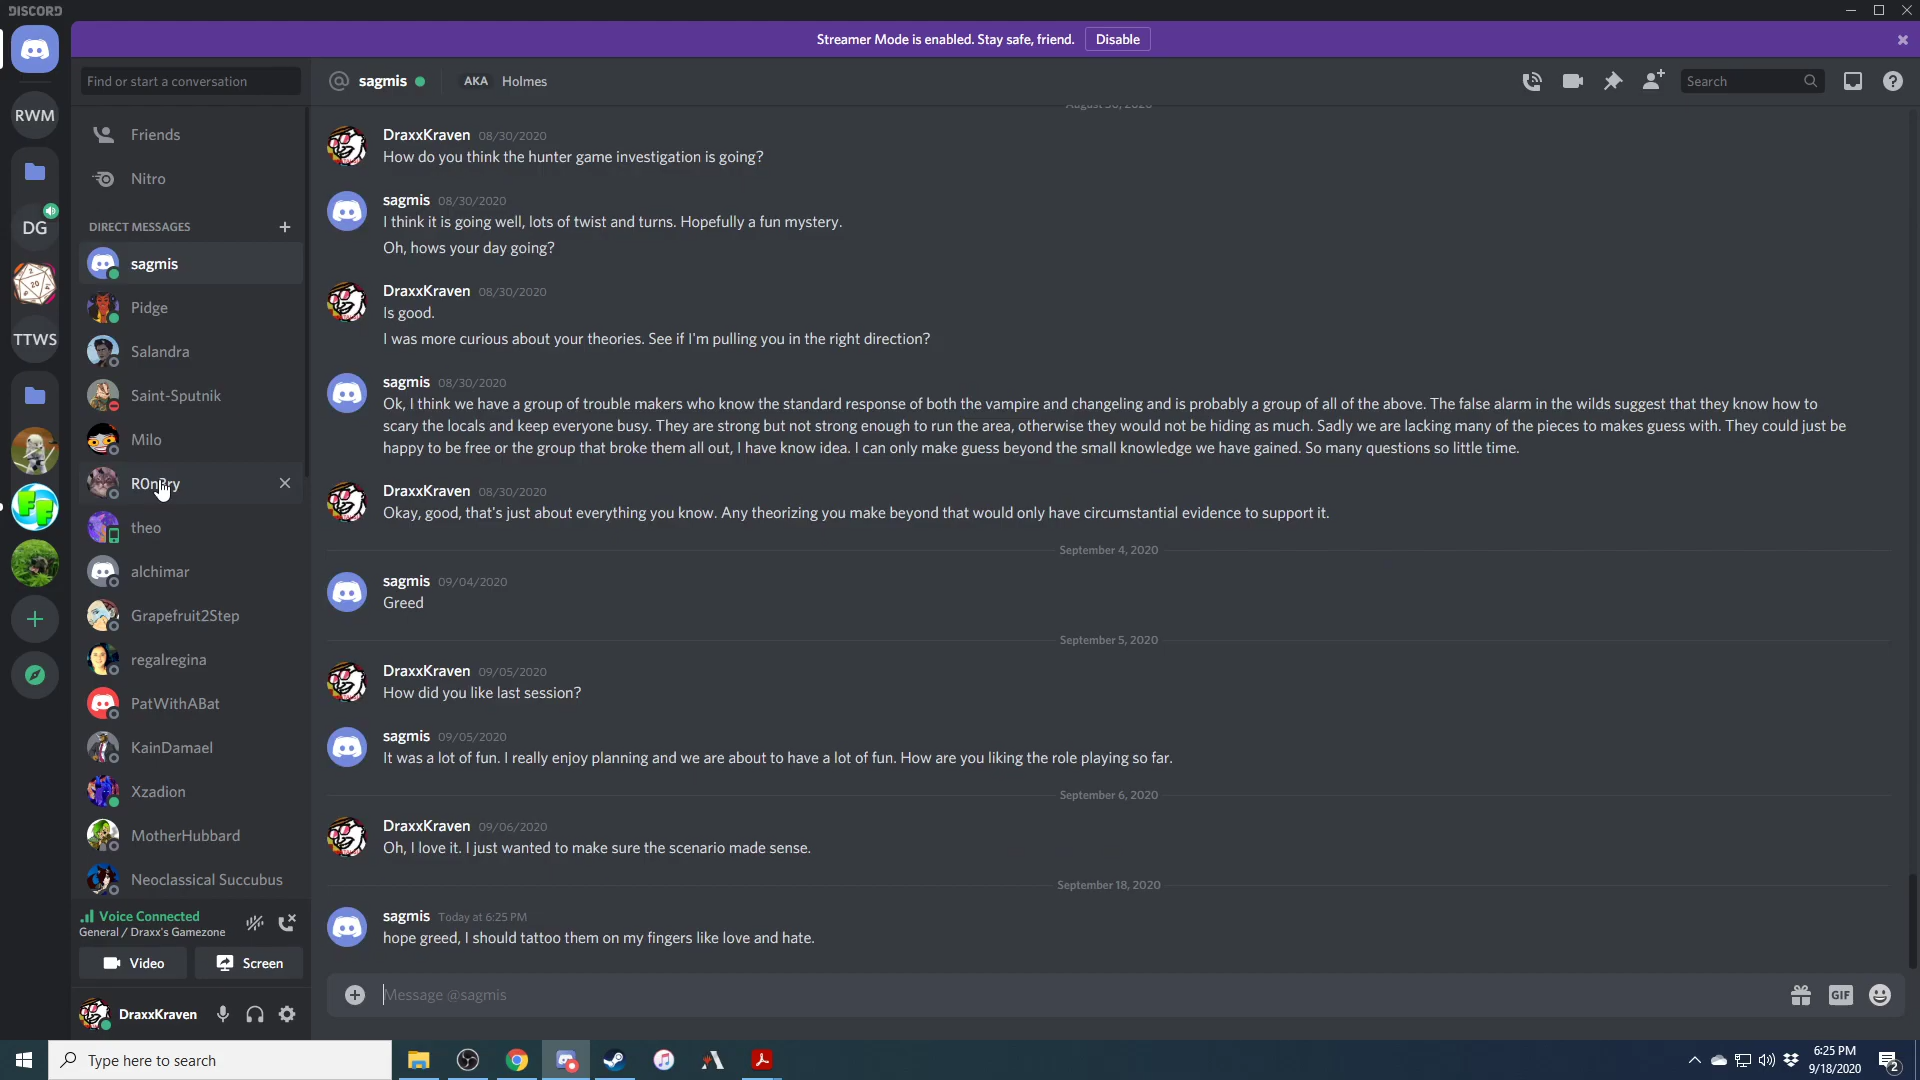 DISCORD
Streamer Mode is enabled. Stay safe, friend.
Disable
Find or start a conversation
sagmis
AKA
Holmes
Search
RWM
Friends
Nitro
DG
DIRECT MESSAGES
sagmis
Pidge
TTWS
Salandra
Saint-Sputnik
Milo
theo
alchimar
Grapefruit2Step
regalregina
PatWithABat
KainDamael
Xzadion
MotherHubbard
Neoclassical Succubus
FF
20
Voice Connected
General / Draxx's Gamezone
Video
Screen
DraxxKraven
August 30, 2020
DraxxKraven 08/30/2020
How do you think the hunter game investigation is going?
sagmis 08/30/2020
I think it is going well, lots of twist and turns. Hopefully a fun mystery.
Oh, hows your day going?
DraxxKraven 08/30/2020
Is good.
I was more curious about your theories. See if I'm pulling you in the right direction?
sagmis 08/30/2020
Ok, I think we have a group of trouble makers who know the standard response of both the vampire and changeling and is probably a group of all of the above. The false alarm in the wilds suggest that they know how to
scary the locals and keep everyone busy. They are strong but not strong enough to run the area, otherwise they would not be hiding as much. Sadly we are lacking many of the pieces to makes guess with. They could just be
happy to be free or the group that broke them all out, I have know idea. I can only make guess beyond the small knowledge we have gained. So many questions so little time.
DraxxKraven 08/30/2020
Okay, good, that's just about everything you know. Any theorizing you make beyond that would only have circumstantial evidence to support it.
September 4, 2020
sagmis 09/04/2020
Greed
September 5, 2020
DraxxKraven 09/05/2020
How did you like last session?
sagmis 09/05/2020
It was a lot of fun. I really enjoy planning and we are about to have a lot of fun. How are you liking the role playing so far.
September 6, 2020
DraxxKraven 09/06/2020
Oh, I love it. I just wanted to make sure the scenario made sense.
September 18, 2020
sagmis Today at 6:25 PM
hope greed, I should tattoo them on my fingers like love and hate.
Message @sagmis
GIF
Type here to search
6:25 PM
9/18/2020
2